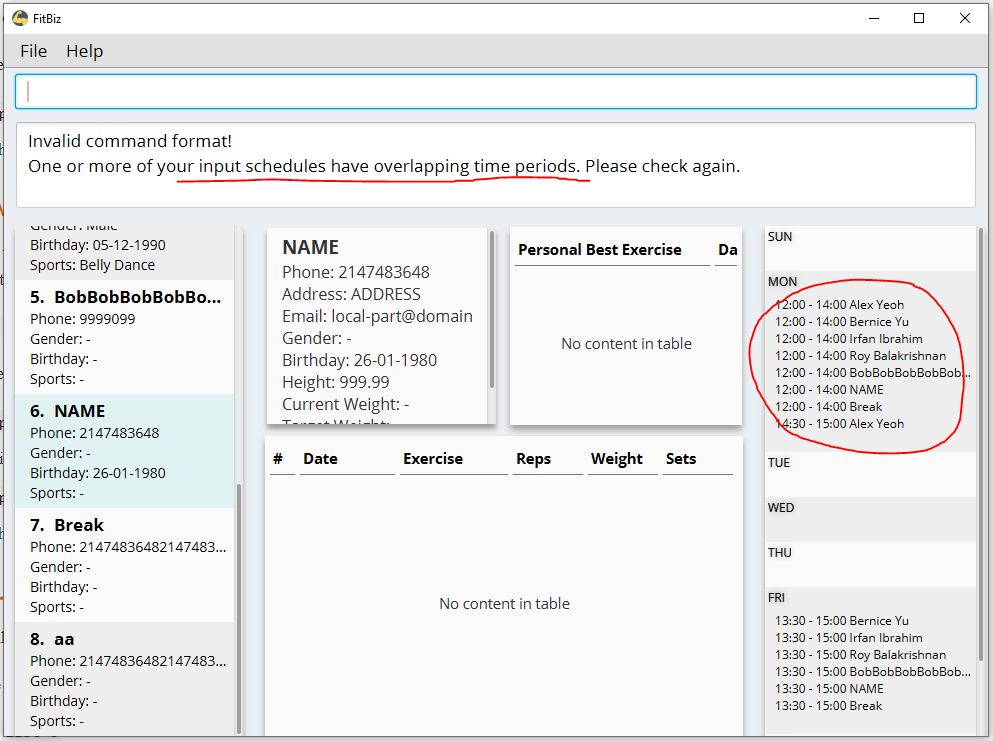 FitBiz
File Help
Invalid command format!
One or more of your input schedules have overlapping time periods. Please check again.
Birthday: 05-12-1990
Sports: Belly Dance
5. BobBobBobBobBo...
Phone: 9999099
Gender: -
Birthday: -
Sports: -
6. NAME
Phone: 2147483648
Gender: -
Birthday: 26-01-1980
Sports: -
7. Break
Phone: 21474836482147483...
Gender: -
Birthday: -
Sports: -
8. aa
Phone: 21474836482147483...
Gender: -
Birthday: -
Sports: -
NAME
Phone: 2147483648
Address: ADDRESS
Email: local-part@domain
Gender: -
Birthday: 26-01-1980
Height: 999.99
Current Weight: -
Personal Best Exercise Da
No content in table
# Date Exercise Reps Weight Sets
No content in table
SUN
MON
12:00 - 14:00 Alex Yeoh
12:00 - 14:00 Bernice Yu
12:00 - 14:00 Irfan Ibrahim
12:00 - 14:00 Roy Balakrishnan
12:00 - 14:00 BobBobBobBobBob...
12:00 - 14:00 NAME
12:00 - 14:00 Break
14:30 - 15:00 Alex Yeoh
TUE
WED
THU
FRI
13:30 - 15:00 Bernice Yu
13:30 - 15:00 Irfan Ibrahim
13:30 - 15:00 Roy Balakrishnan
13:30 - 15:00 BobBobBobBobBob...
13:30 - 15:00 NAME
13:30 - 15:00 Break